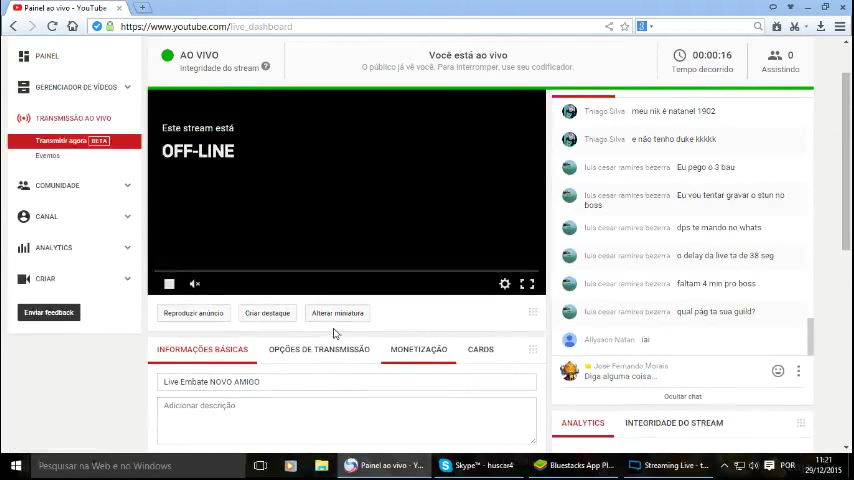 Painel ao vivo - YouTube
https://www.youtube.com/live_dashboard
PAINEL
GERENCIADOR DE VÍDEOS
TRANSMISSÃO AO VIVO
Transmitir agora BETA
Eventos
COMUNIDADE
CANAL
ANALYTICS
CRIAR
Enviar feedback
AO VIVO
Integridade do stream
Você está ao vivo
O público já vê você. Para interromper, use seu codificador.
00:00:16
Tempo decorrido
0
Assistindo
Este stream está
OFF-LINE
Reproduzir anúncio
Criar destaque
Alterar miniatura
INFORMAÇÕES BÁSICAS
OPÇÕES DE TRANSMISSÃO
MONETIZAÇÃO
CARDS
Live Embate NOVO AMIGO
Adicionar descrição
Thiago Silva meu nik é natanel 1902
Thiago Silva e não tenho duke kkkkk
luis cesar ramires bezerra Eu pego o 3 bau
luis cesar ramires bezerra Eu vou tentar gravar o stun no
boss
luis cesar ramires bezerra dps te mando no whats
luis cesar ramires bezerra o delay da live ta de 38 seg
luis cesar ramires bezerra faltam 4 min pro boss
luis cesar ramires bezerra qual pág ta sua guild?
Allysson Natan iai
Jose Fernando Morais
Diga alguma coisa...
Ocultar chat
ANALYTICS
INTEGRIDADE DO STREAM
Pesquisar na Web e no Windows
Painel ao vivo - Y...
Skype™ - huscar4
Bluestacks App Pl...
Streaming Live - t...
POR
11:21
29/12/2015